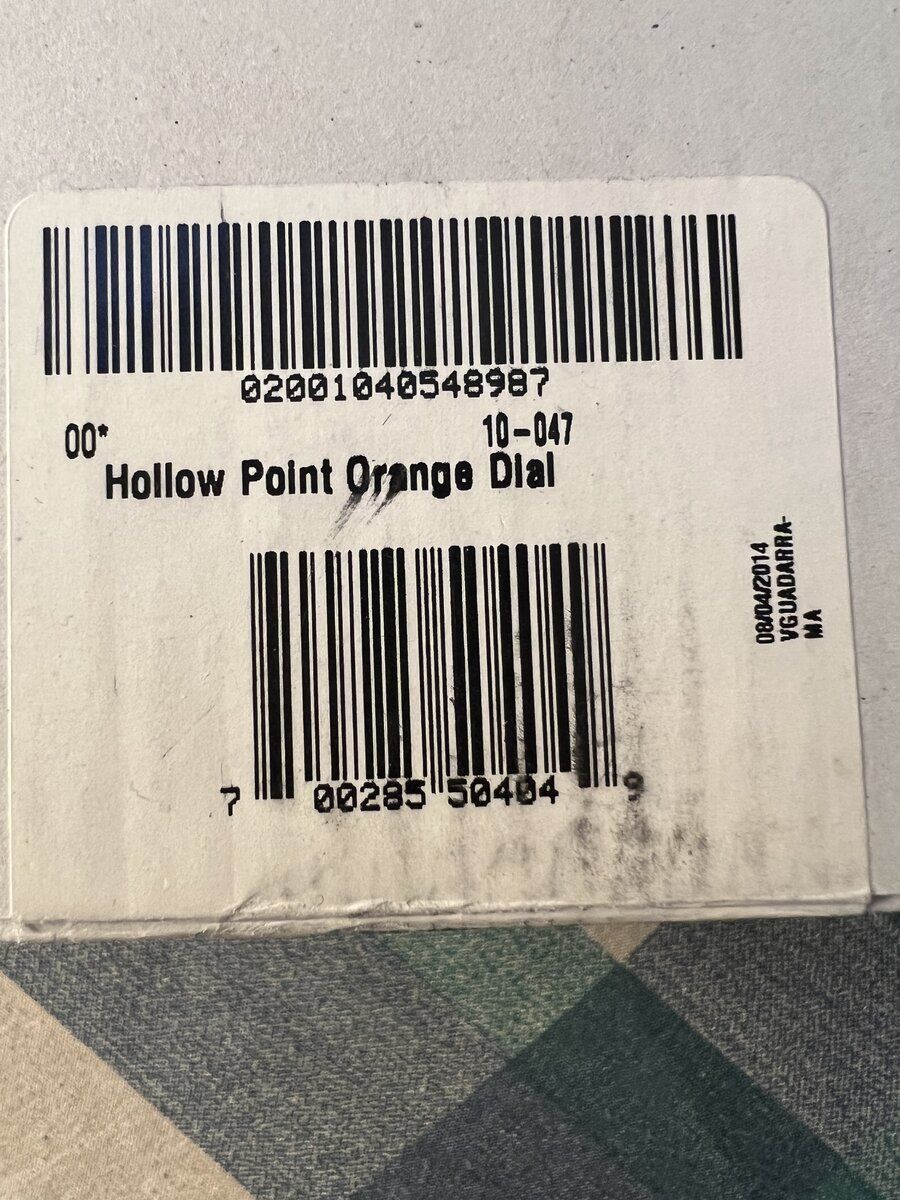 02001040548987
00*
10-047
Hollow Point Orange Dial
7 00285 50404 9
08/04/2014
VGUADARRA-
MA